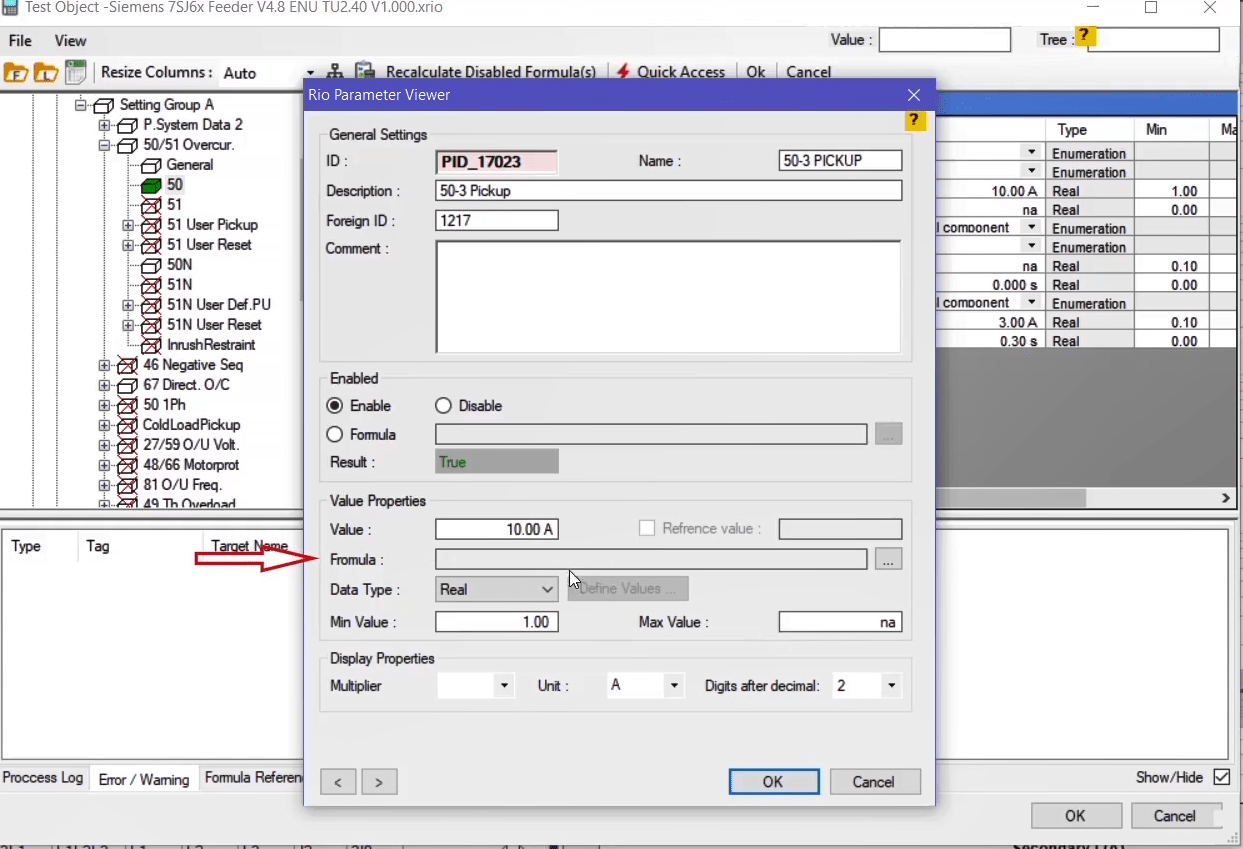 Test Object -Siemens 7SJ6x Feeder V4.8 ENU TU2.40 V1.000.xrio
File View Value : Tree : ?
Resize Columns : Auto Recalculate Disabled Formula(s) Quick Access Ok Cancel
Setting Group A
P.System Data 2
50/51 Overcur.
General
50
51
51 User Pickup
51 User Reset
50N
51N
51N User Def.PU
51N User Reset
InrushRestraint
46 Negative Seq
67 Direct. O/C
50 1Ph
ColdLoadPickup
27/59 O/U Volt.
48/66 Motorprot
81 O/U Freq.
49 Th.Overload
Rio Parameter Viewer
?
General Settings
ID : PID_17023 Name : 50-3 PICKUP
Description : 50-3 Pickup
Foreign ID : 1217
Comment :
Enabled
Enable Disable
Formula ...
Result : True
Value Properties
Value : 10.00 A Refrence value :
Fromula : ...
Data Type : Real Define Values ...
Min Value : 1.00 Max Value : na
Display Properties
Multiplier Unit : A Digits after decimal: 2
< > OK Cancel
Type Min
Enumeration
Enumeration
10.00 A Real 1.00
na Real 0.00
l component Enumeration
Enumeration
na Real 0.10
0.000 s Real 0.00
l component Enumeration
3.00 A Real 0.10
0.30 s Real 0.00
Type Tag Target Name
Proccess Log Error / Warning Formula Referen
Show/Hide
OK Cancel